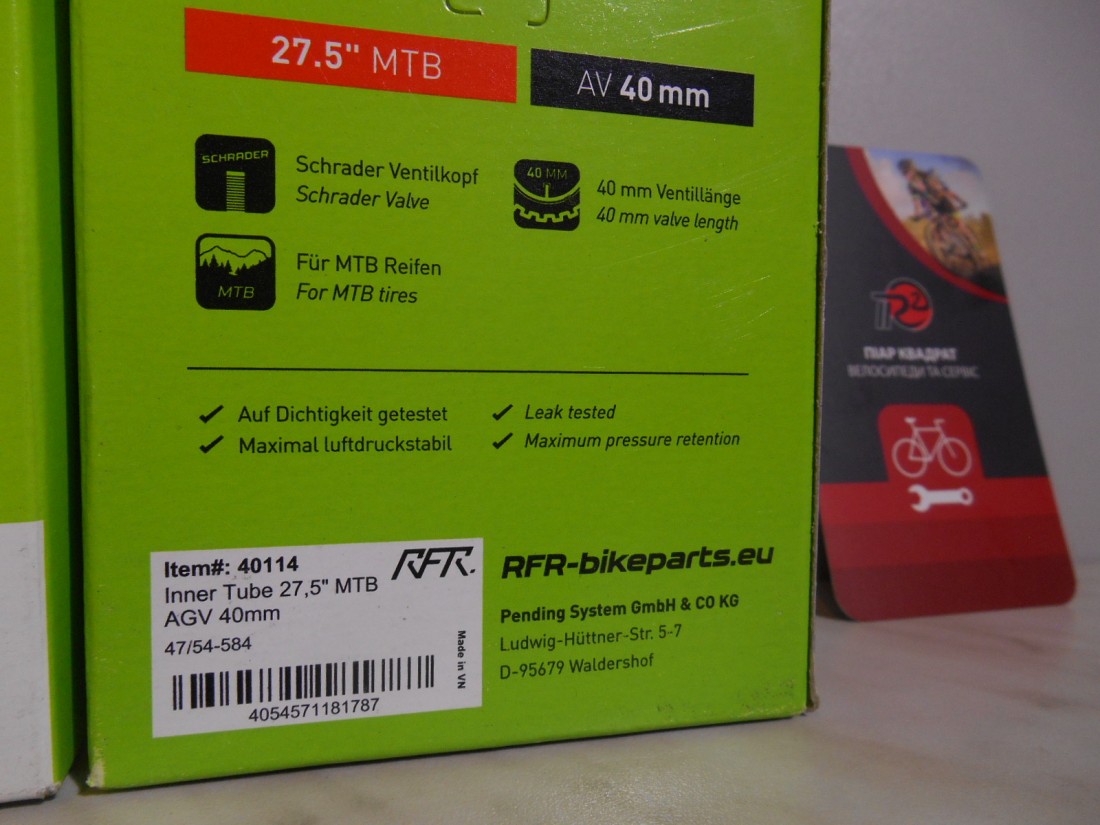 27.5" MTB
AV 40 mm
SCHRADER
Schrader Ventilkopf
Schrader Valve
40 MM
40 mm Ventillänge
40 mm valve length
MTB
Für MTB Reifen
For MTB tires
Auf Dichtigkeit getestet
Maximal luftdruckstabil
Leak tested
Maximum pressure retention
Item#: 40114
RFR.
Inner Tube 27,5" MTB
AGV 40mm
47/54-584
Made in VN
4054571181787
RFR-bikeparts.eu
Pending System GmbH & CO KG
Ludwig-Hüttner-Str. 5-7
D-95679 Waldershof
ПІАР КВАДРАТ
ВЕЛОСИПЕДИ ТА СЕРВІС